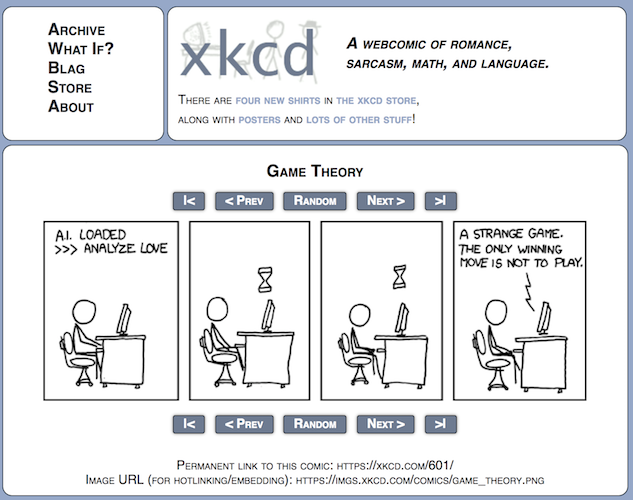 Archive
What If?
Blag
Store
About
xkcd
A webcomic of romance,
sarcasm, math, and language.
There are four new shirts in the xkcd store,
along with posters and lots of other stuff!
Game Theory
|< < Prev Random Next > >|
A.I. LOADED
>>> ANALYZE LOVE
A STRANGE GAME.
THE ONLY WINNING
MOVE IS NOT TO PLAY.
|< < Prev Random Next > >|
Permanent link to this comic: https://xkcd.com/601/
Image URL (for hotlinking/embedding): https://imgs.xkcd.com/comics/game_theory.png